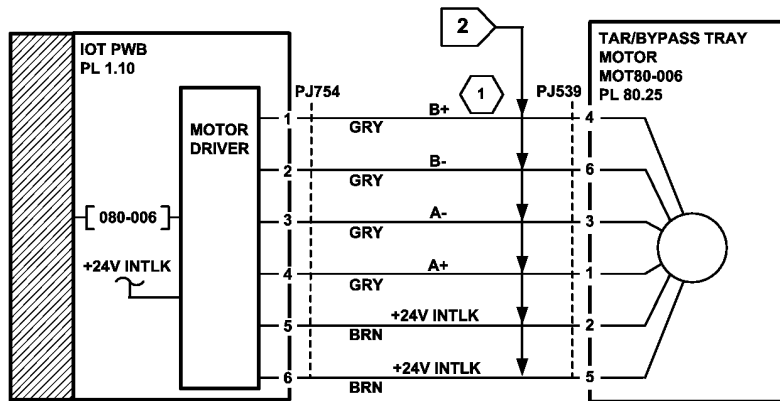 2
IOT PWB
PL 1.10
TAR/BYPASS TRAY
MOTOR
MOT80-006
PL 80.25
PJ754
1
PJ539
MOTOR
DRIVER
1
B+
GRY
4
2
B-
GRY
6
080-006
3
A-
GRY
3
+24V INTLK
4
A+
GRY
1
5
+24V INTLK
BRN
2
6
+24V INTLK
BRN
5